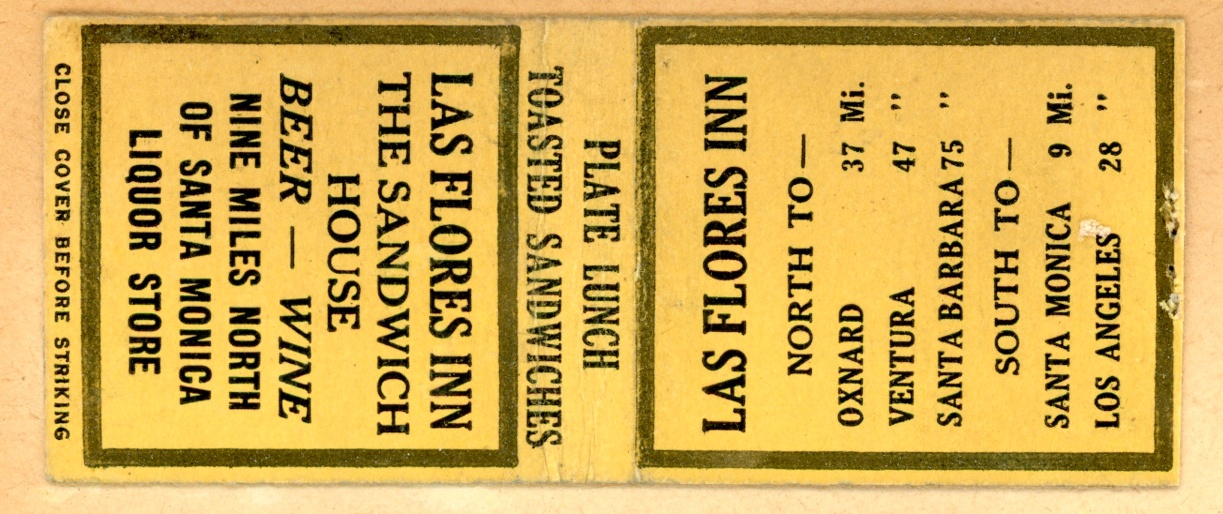 LAS FLORES INN
THE SANDWICH
HOUSE
BEER — WINE
NINE MILES NORTH
OF SANTA MONICA
LIQUOR STORE
CLOSE COVER BEFORE STRIKING
PLATE LUNCH
TOASTED SANDWICHES
LAS FLORES INN
NORTH TO—
OXNARD 37 Mi.
VENTURA 47 "
SANTA BARBARA 75 "
SOUTH TO—
SANTA MONICA 9 Mi.
LOS ANGELES 28 "